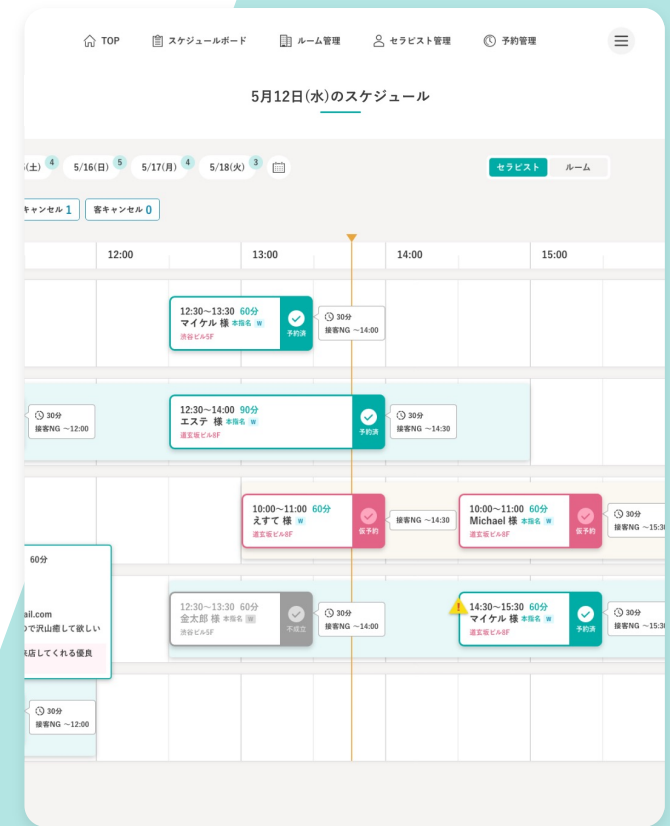 TOP
スケジュールボード
ルーム管理
セラピスト管理
予約管理
5月12日(水)のスケジュール
(土) 4
5/16(日) 5
5/17(月) 4
5/18(火) 3
セラピスト
ルーム
キャンセル 1
客キャンセル 0
12:00
13:00
14:00
15:00
12:30〜13:30 60分
マイケル 様 本指名 W
渋谷ビル5F
予約済
30分
接客NG 〜14:00
30分
接客NG 〜12:00
12:30〜14:00 90分
エステ 様 本指名 W
道玄坂ビル8F
予約済
30分
接客NG 〜14:30
10:00〜11:00 60分
えすて 様 W
道玄坂ビル8F
仮予約
接客NG 〜14:30
10:00〜11:00 60分
Michael 様 本指名 W
道玄坂ビル8F
仮予約
30分
接客NG 〜15:30
60分
ail.com
ので沢山癒して欲しい
来店してくれる優良
12:30〜13:30 60分
金太郎 様 本指名 W
渋谷ビル5F
不成立
30分
接客NG 〜14:00
14:30〜15:30 60分
マイケル 様 本指名 W
道玄坂ビル8F
予約済
30分
接客NG 〜15:30
30分
接客NG 〜12:00